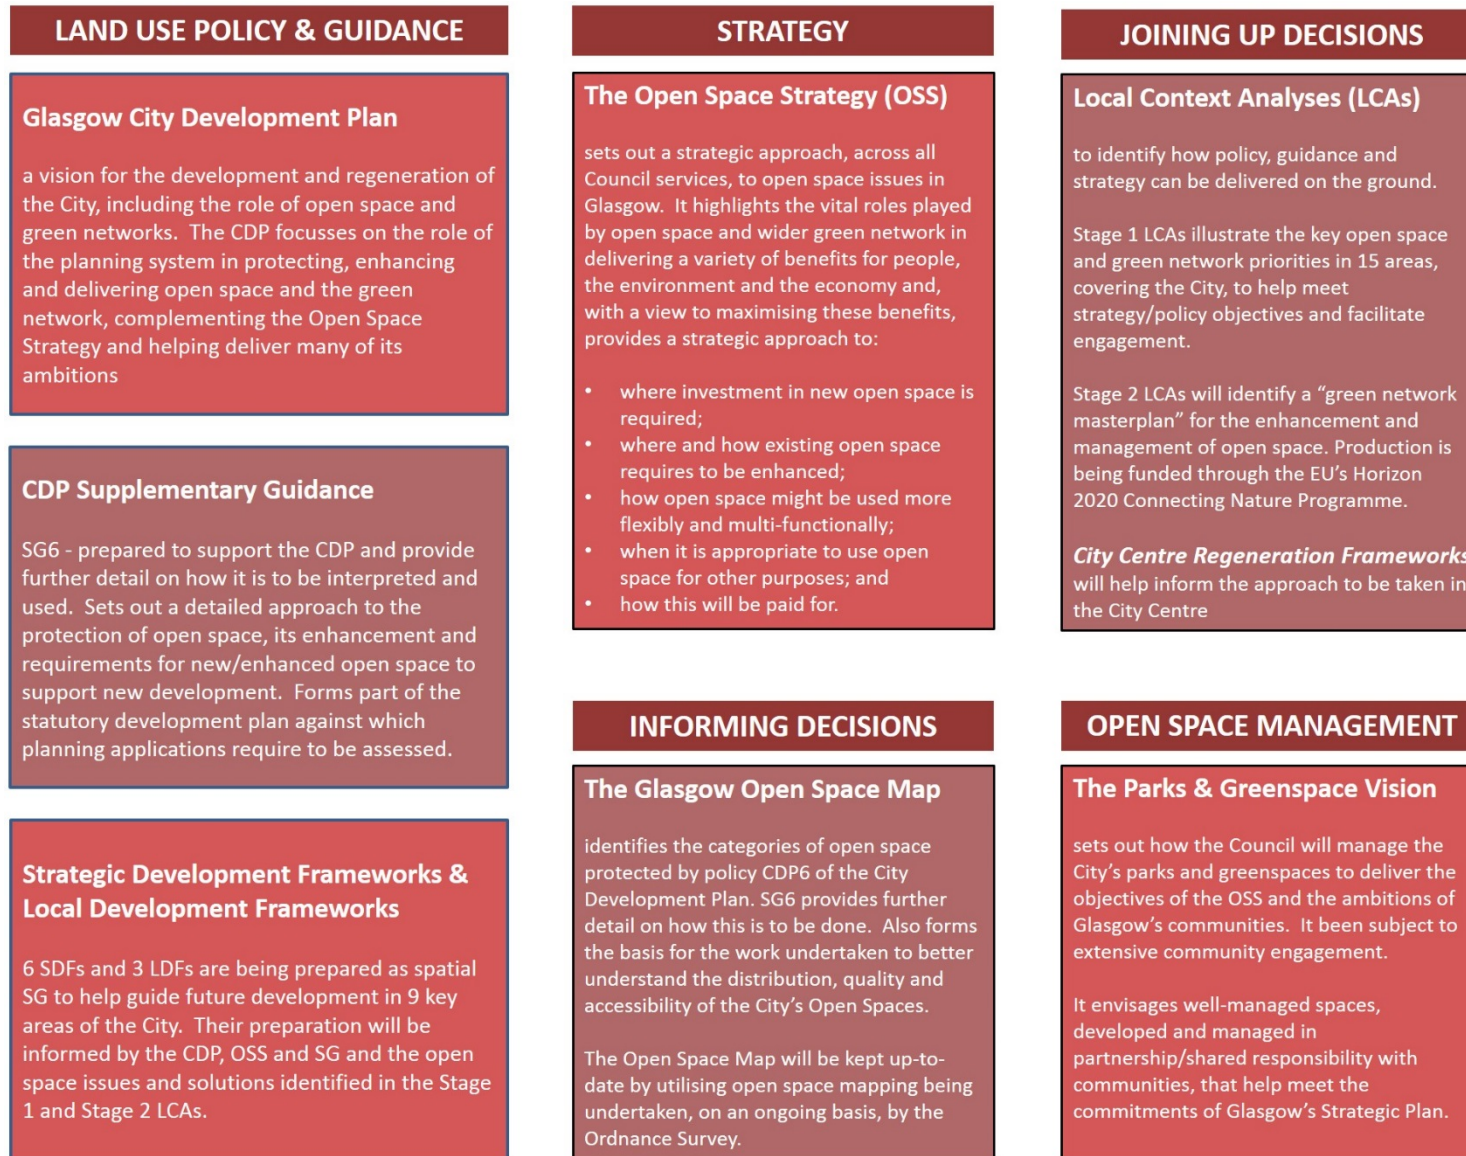 LAND USE POLICY & GUIDANCE
Glasgow City Development Plan
a vision for the development and regeneration of
the City, including the role of open space and
green networks.  The CDP focusses on the role of
the planning system in protecting, enhancing
and delivering open space and the green
network, complementing the Open Space
Strategy and helping deliver many of its
ambitions
CDP Supplementary Guidance
SG6 - prepared to support the CDP and provide
further detail on how it is to be interpreted and
used.  Sets out a detailed approach to the
protection of open space, its enhancement and
requirements for new/enhanced open space to
support new development.  Forms part of the
statutory development plan against which
planning applications require to be assessed.
Strategic Development Frameworks &
Local Development Frameworks
6 SDFs and 3 LDFs are being prepared as spatial
SG to help guide future development in 9 key
areas of the City.  Their preparation will be
informed by the CDP, OSS and SG and the open
space issues and solutions identified in the Stage
1 and Stage 2 LCAs.
STRATEGY
The Open Space Strategy (OSS)
sets out a strategic approach, across all
Council services, to open space issues in
Glasgow.  It highlights the vital roles played
by open space and wider green network in
delivering a variety of benefits for people,
the environment and the economy and,
with a view to maximising these benefits,
provides a strategic approach to:
• where investment in new open space is
required;
• where and how existing open space
requires to be enhanced;
• how open space might be used more
flexibly and multi-functionally;
• when it is appropriate to use open
space for other purposes; and
• how this will be paid for.
INFORMING DECISIONS
The Glasgow Open Space Map
identifies the categories of open space
protected by policy CDP6 of the City
Development Plan. SG6 provides further
detail on how this is to be done.  Also forms
the basis for the work undertaken to better
understand the distribution, quality and
accessibility of the City's Open Spaces.
The Open Space Map will be kept up-to-
date by utilising open space mapping being
undertaken, on an ongoing basis, by the
Ordnance Survey.
JOINING UP DECISIONS
Local Context Analyses (LCAs)
to identify how policy, guidance and
strategy can be delivered on the ground.
Stage 1 LCAs illustrate the key open space
and green network priorities in 15 areas,
covering the City, to help meet
strategy/policy objectives and facilitate
engagement.
Stage 2 LCAs will identify a “green network
masterplan” for the enhancement and
management of open space. Production is
being funded through the EU's Horizon
2020 Connecting Nature Programme.
City Centre Regeneration Frameworks
will help inform the approach to be taken in
the City Centre
OPEN SPACE MANAGEMENT
The Parks & Greenspace Vision
sets out how the Council will manage the
City's parks and greenspaces to deliver the
objectives of the OSS and the ambitions of
Glasgow's communities.  It been subject to
extensive community engagement.
It envisages well-managed spaces,
developed and managed in
partnership/shared responsibility with
communities, that help meet the
commitments of Glasgow's Strategic Plan.